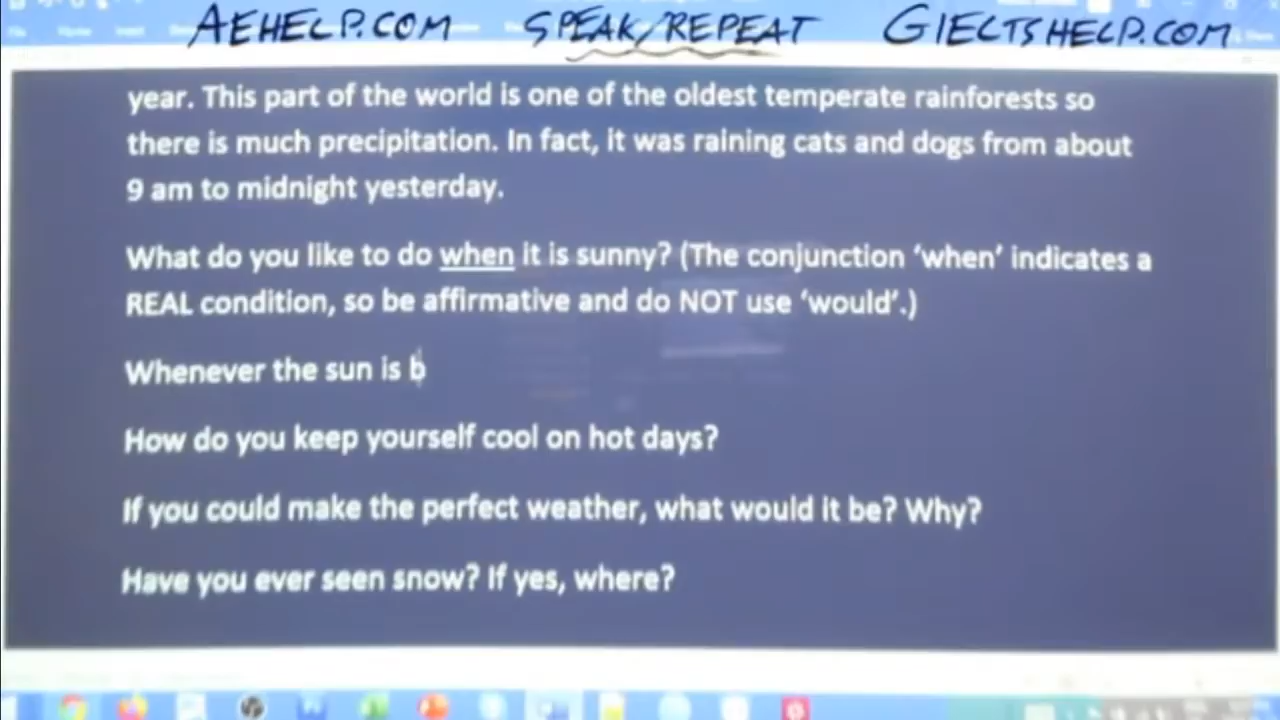 AEHELP.COM SPEAK/REPEAT GIELTSHELP.COM
year. This part of the world is one of the oldest temperate rainforests so
there is much precipitation. In fact, it was raining cats and dogs from about
9 am to midnight yesterday.
What do you like to do when it is sunny? (The conjunction ‘when’ indicates a
REAL condition, so be affirmative and do NOT use ‘would’.)
Whenever the sun is b
How do you keep yourself cool on hot days?
If you could make the perfect weather, what would it be? Why?
Have you ever seen snow? If yes, where?